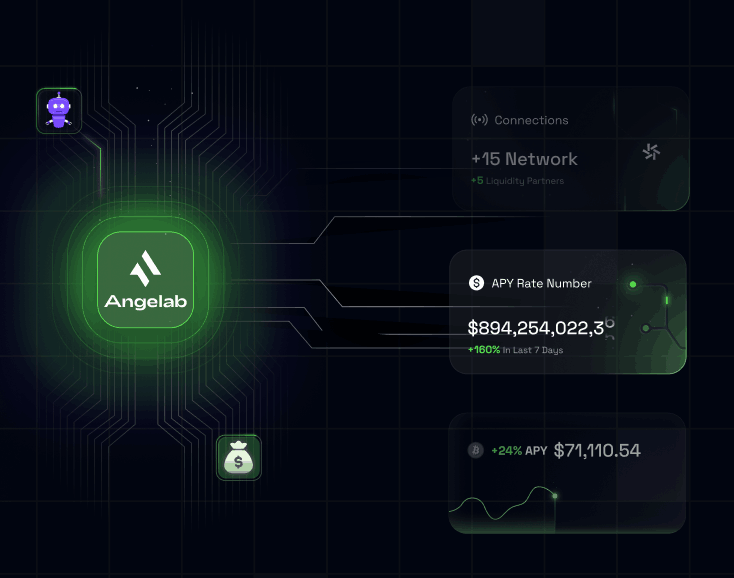 Connections
+15 Network
+5 Liquidity Partners
Angelab
$ APY Rate Number
$894,254,022,3
+160% In Last 7 Days
+24% APY $71,110.54
$